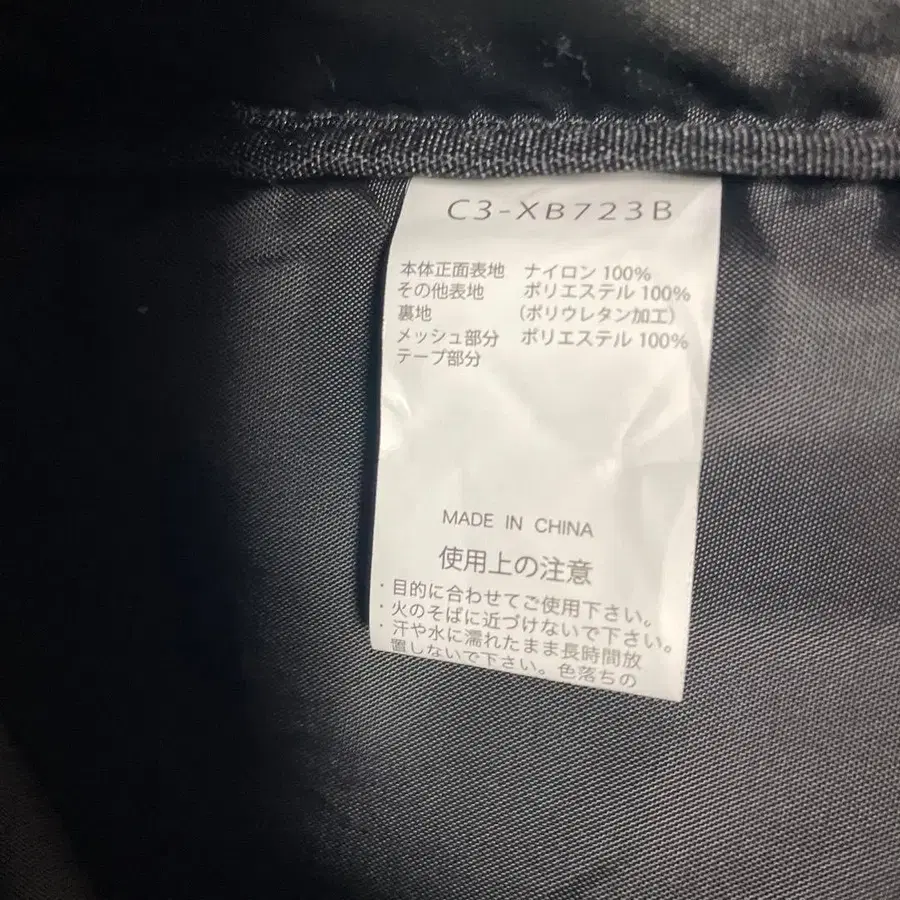 C3-XB723B
本体正面表地 ナイロン 100%
その他表地 ポリエステル 100%
裏地 (ポリウレタン加工)
メッシュ部分 ポリエステル 100%
テープ部分
MADE IN CHINA
使用上の注意
・目的に合わせてご使用下さい。
・火のそばに近づけないで下さい。
・汗や水に濡れたまま長時間放
置しないで下さい。色落ちの